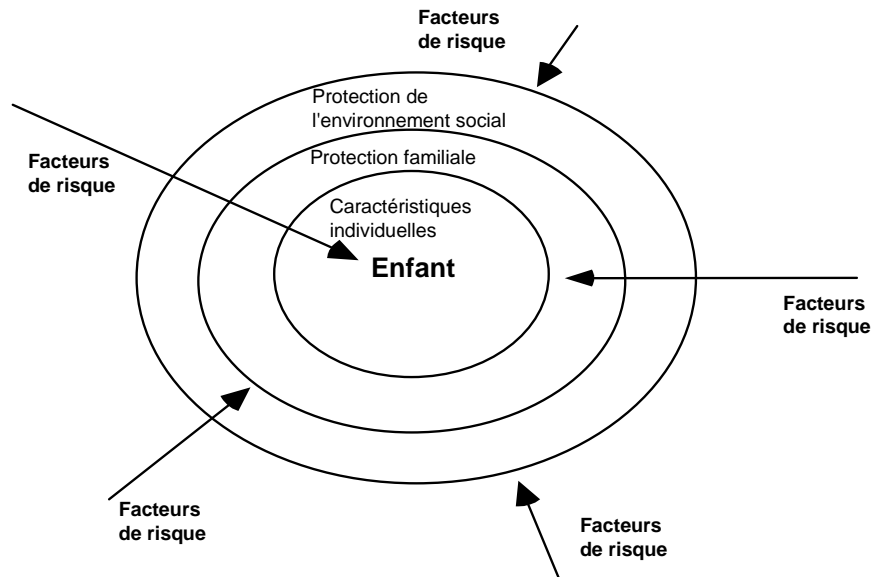 Facteurs
de risque
Protection de
l'environnement social
Protection familiale
Facteurs
de risque
Caractéristiques
individuelles
Enfant
Facteurs
de risque
Facteurs
de risque
Facteurs
de risque